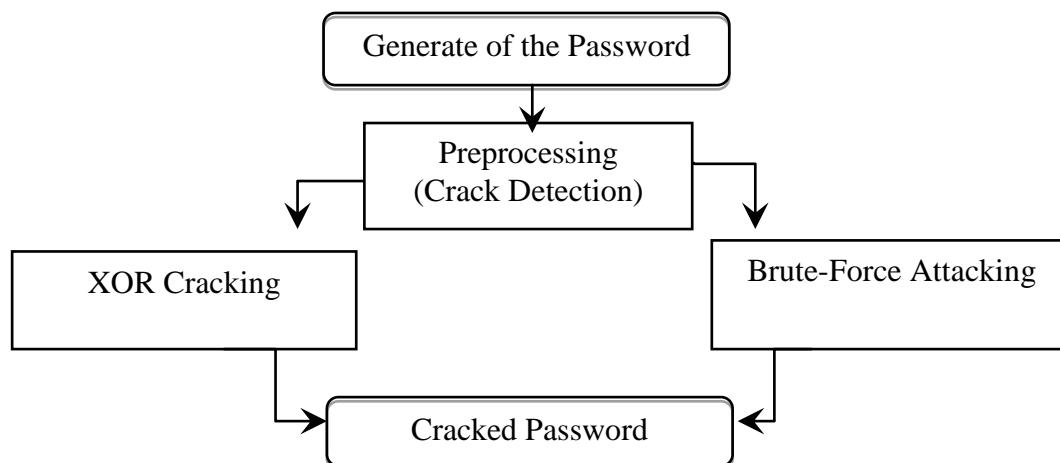 Generate of the Password
Preprocessing
(Crack Detection)
XOR Cracking
Brute-Force Attacking
Cracked Password